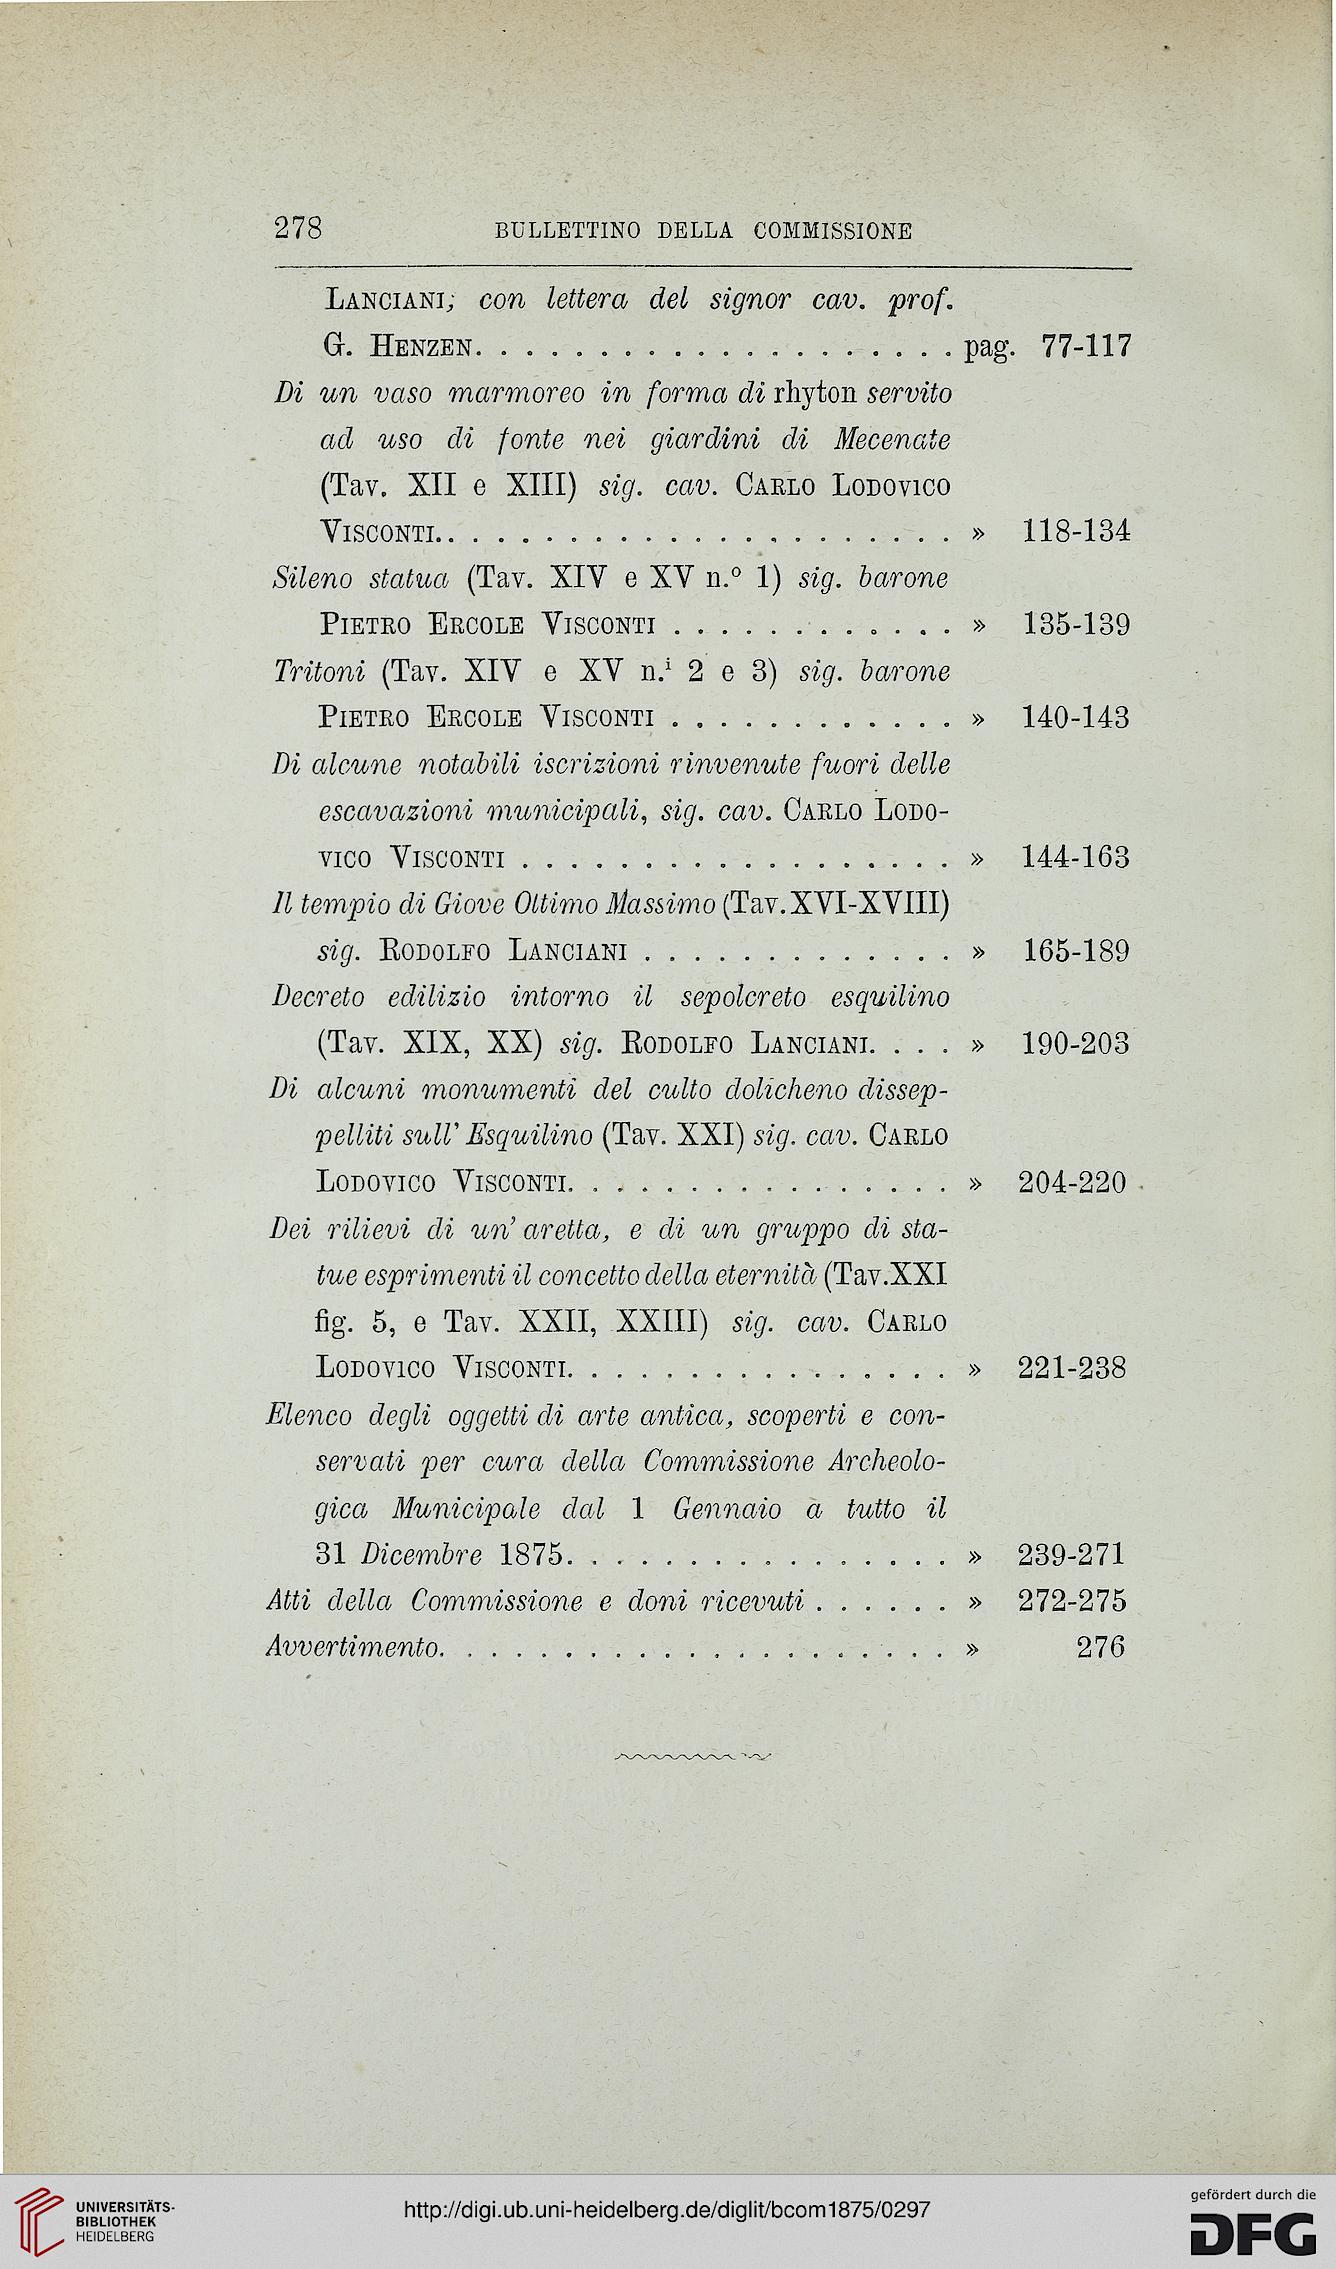 278 BULLETTINO DELLA COMMISSIONE
LANCIANI; con lettera del signor cav. prof.
G. HENZEN. . . . . . . . . . . . . . . . . . . . pag. 77-117
Di un vaso marmoreo in forma di rhyton servito
ad uso di fonte nei giardini di Mecenate
(Tav. XII e XIII) sig. cav. CARLO LODOVICO
VISCONTI. . . . . . . . . . . . . . . . . . . . . . » 118-134
Sileno statua (Tav. XIV e XV n.° 1) sig. barone
PIETRO ERCOLE VISCONTI . . . . . . . . . . . . » 135-139
Tritoni (Tav. XIV e XV n.i 2 e 3) sig. barone
PIETRO ERCOLE VISCONTI . . . . . . . . . . . . » 140-143
Di alcune notabili iscrizioni rinvenute fuori delle
escavazioni municipali, sig. cav. CARLO LODO-
VICO VISCONTI . . . . . . . . . . . . . . . . . . » 144-163
Il tempio di Giove Ottimo Massimo (Tav. XVI-XVIII)
sig. RODOLFO LANCIANI . . . . . . . . . . . . . » 165-189
Decreto edilizio intorno il sepolcreto esquilino
(Tav. XIX, XX) sig. RODOLFO LANCIANI. . . . » 190-203
Di alcuni monumenti del culto dolicheno dissep-
pelliti sull' Esquilino (Tav. XXI) sig. cav. CARLO
LODOVICO VISCONTI. . . . . . . . . . . . . . . . » 204-220
Dei rilievi di un' aretta, e di un gruppo di sta-
tue esprimenti il concetto della eternità (Tav. XXI
fig. 5, e Tav. XXII, XXIII) sig. cav. CARLO
LODOVICO VISCONTI. . . . . . . . . . . . . . . . » 221-238
Elenco degli oggetti di arte antica, scoperti e con-
servati per cura della Commissione Archeolo-
gica Municipale dal 1 Gennaio a tutto il
31 Dicembre 1875. . . . . . . . . . . . . . . . » 239-271
Atti della Commissione e doni ricevuti . . . . . . » 272-275
Avvertimento. . . . . . . . . . . . . . . . . . . . . » 276
UNIVERSITÄTS-
BIBLIOTHEK
HEIDELBERG
http://digi.ub.uni-heidelberg.de/diglit/bcom1875/0297
gefördert durch die
DFG